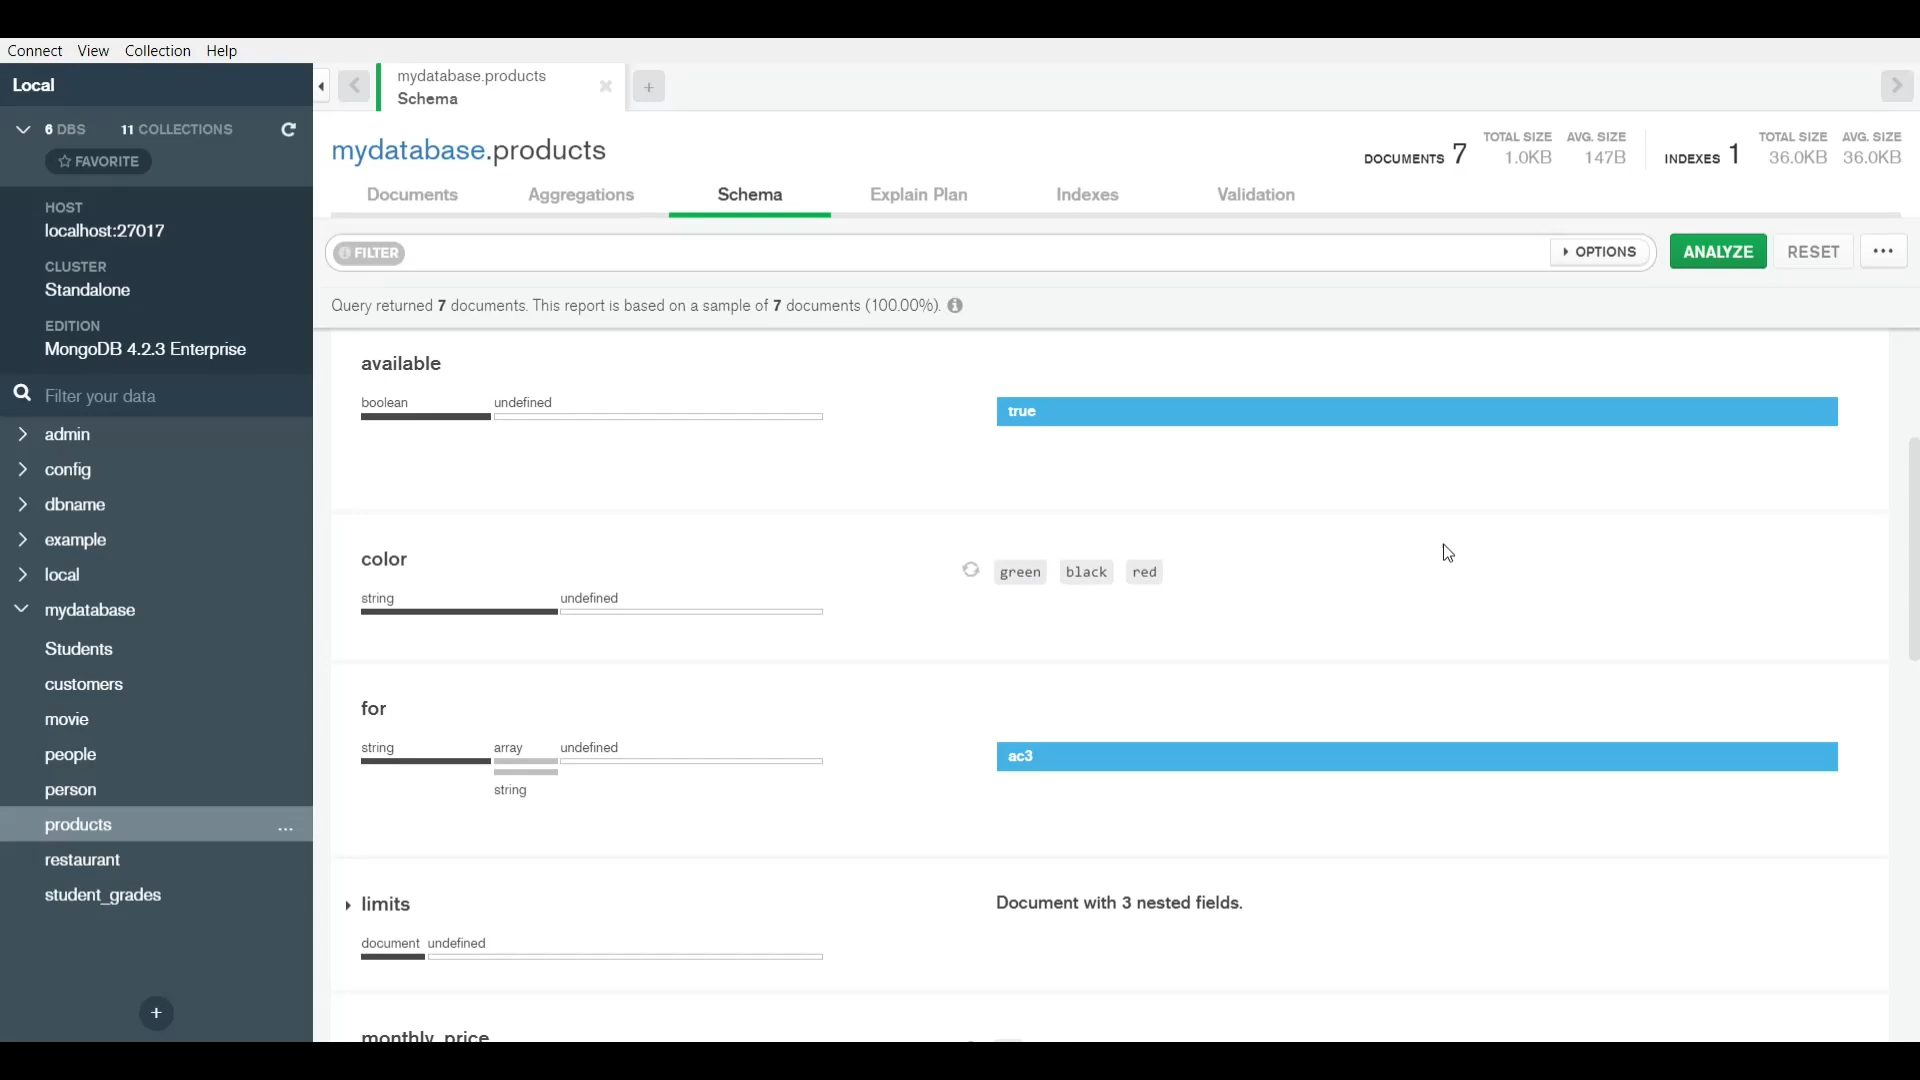 Connect View Collection Help
Local
6 DBS 11 COLLECTIONS
FAVORITE
HOST
localhost:27017
CLUSTER
Standalone
EDITION
MongoDB 4.2.3 Enterprise
Filter your data
admin
config
dbname
example
local
mydatabase
Students
customers
movie
people
person
products ...
restaurant
student_grades
+
mydatabase.products
Schema
+
mydatabase.products
DOCUMENTS 7 TOTAL SIZE 1.0KB AVG. SIZE 147B INDEXES 1 TOTAL SIZE 36.0KB AVG. SIZE 36.0KB
Documents Aggregations Schema Explain Plan Indexes Validation
FILTER OPTIONS ANALYZE RESET ...
Query returned 7 documents. This report is based on a sample of 7 documents (100.00%).
available
boolean undefined
true
color
string undefined
green black red
for
string array undefined
string
ac3
limits
document undefined
Document with 3 nested fields.
monthly_price